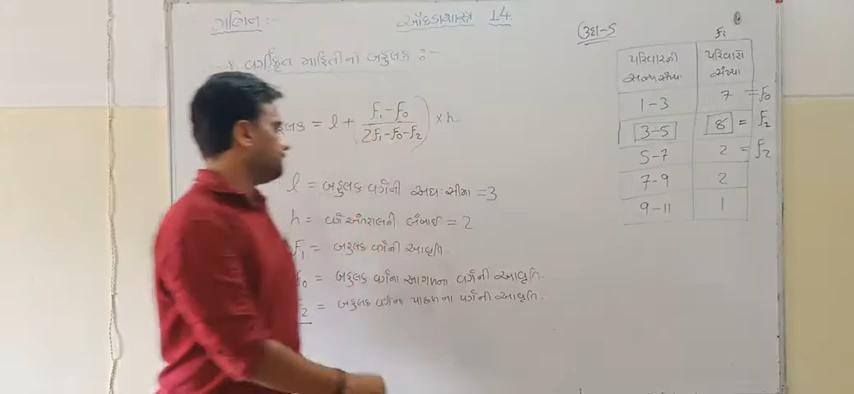 ગણિત :-
આંકડાશાસ્ત્ર 14
વર્ગીકૃત માહિતીનો બહુલક :-
બહુલક = l + (f₁-f₀ / 2f₁-f₀-f₂) x h
l = બહુલક વર્ગની અધઃસીમા = 3
h = વર્ગ અંતરાલની લંબાઈ = 2
f₁ = બહુલક વર્ગની આવૃત્તિ.
f₀ = બહુલક વર્ગના આગળના વર્ગની આવૃત્તિ.
f₂ = બહુલક વર્ગના પાછળના વર્ગની આવૃત્તિ.
ઉદા-5
fi
પરિવારની સભ્યસંખ્યા પરિવારો સંખ્યા
1-3 7 = f₀
3-5 8 = f₁
5-7 2 = f₂
7-9 2
9-11 1